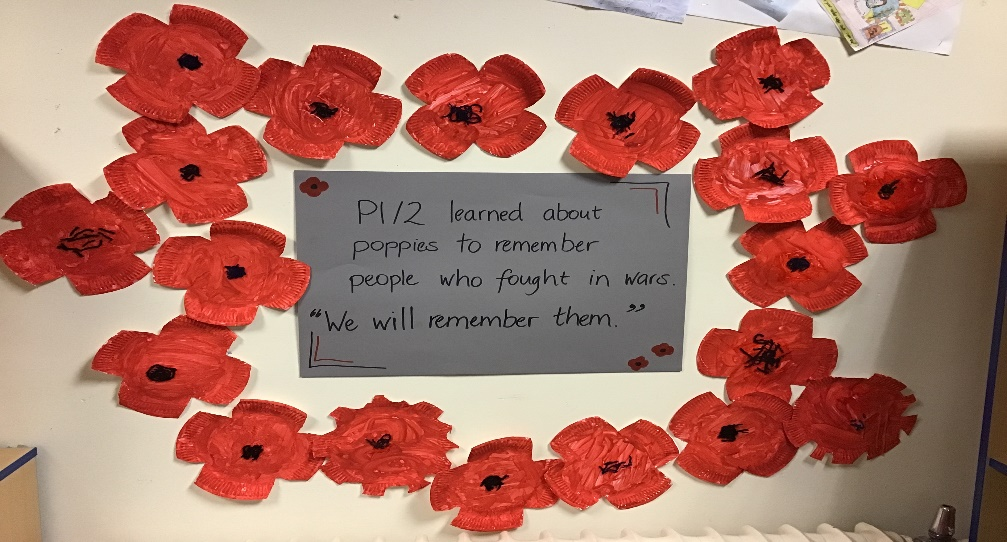 P1/2 learned about
poppies to remember
people who fought in wars.
"We will remember them."